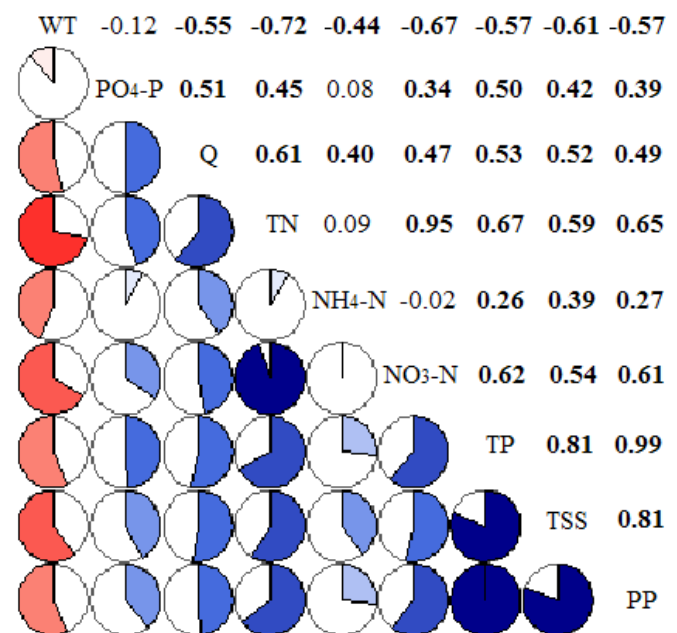 WT -0.12 -0.55 -0.72 -0.44 -0.67 -0.57 -0.61 -0.57
PO4-P 0.51 0.45 0.08 0.34 0.50 0.42 0.39
Q 0.61 0.40 0.47 0.53 0.52 0.49
TN 0.09 0.95 0.67 0.59 0.65
NH4-N -0.02 0.26 0.39 0.27
NO3-N 0.62 0.54 0.61
TP 0.81 0.99
TSS 0.81
PP